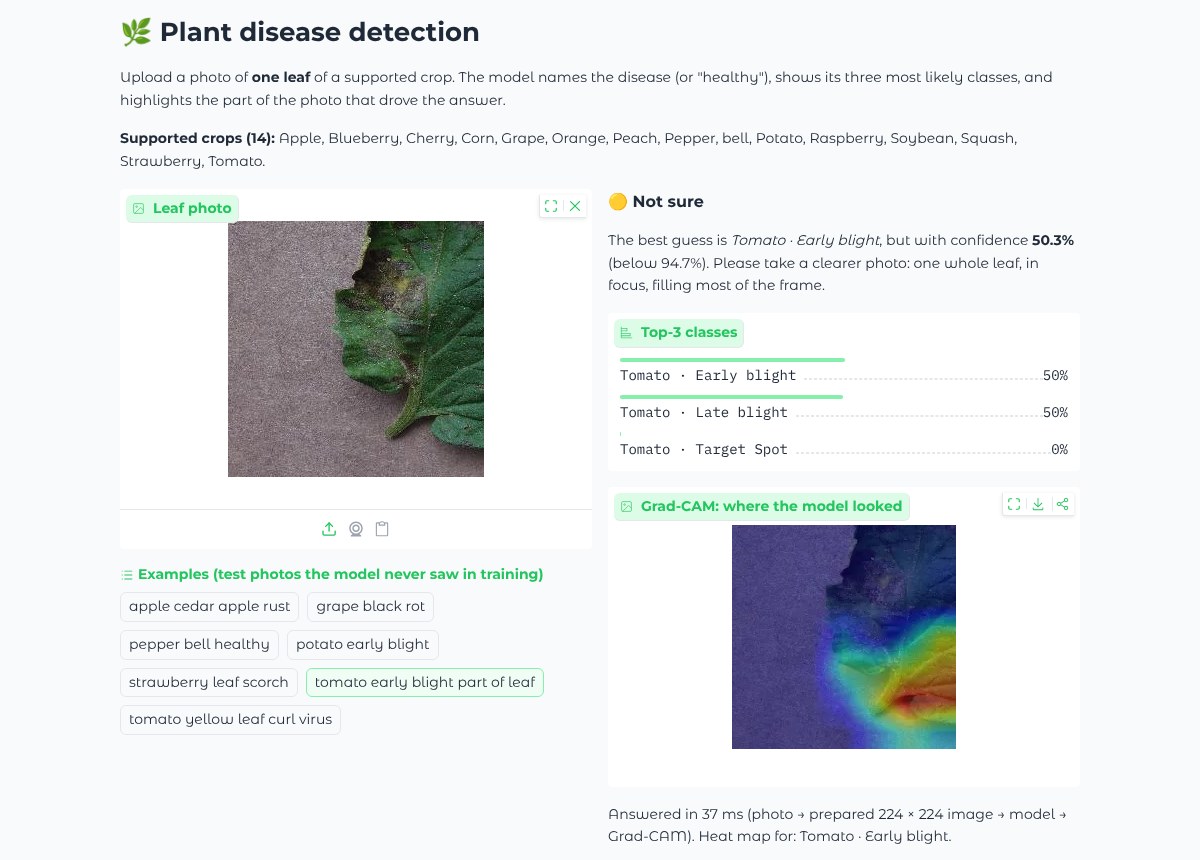 🌿 Plant disease detection
Upload a photo of one leaf of a supported crop. The model names the disease (or "healthy"), shows its three most likely classes, and
highlights the part of the photo that drove the answer.
Supported crops (14): Apple, Blueberry, Cherry, Corn, Grape, Orange, Peach, Pepper, bell, Potato, Raspberry, Soybean, Squash,
Strawberry, Tomato.
Leaf photo
Examples (test photos the model never saw in training)
apple cedar apple rust
grape black rot
pepper bell healthy
potato early blight
strawberry leaf scorch
tomato early blight part of leaf
tomato yellow leaf curl virus
🟡 Not sure
The best guess is Tomato · Early blight, but with confidence 50.3%
(below 94.7%). Please take a clearer photo: one whole leaf, in
focus, filling most of the frame.
Top-3 classes
Tomato · Early blight 50%
Tomato · Late blight 50%
Tomato · Target Spot 0%
Grad-CAM: where the model looked
Answered in 37 ms (photo → prepared 224 × 224 image → model →
Grad-CAM). Heat map for: Tomato · Early blight.